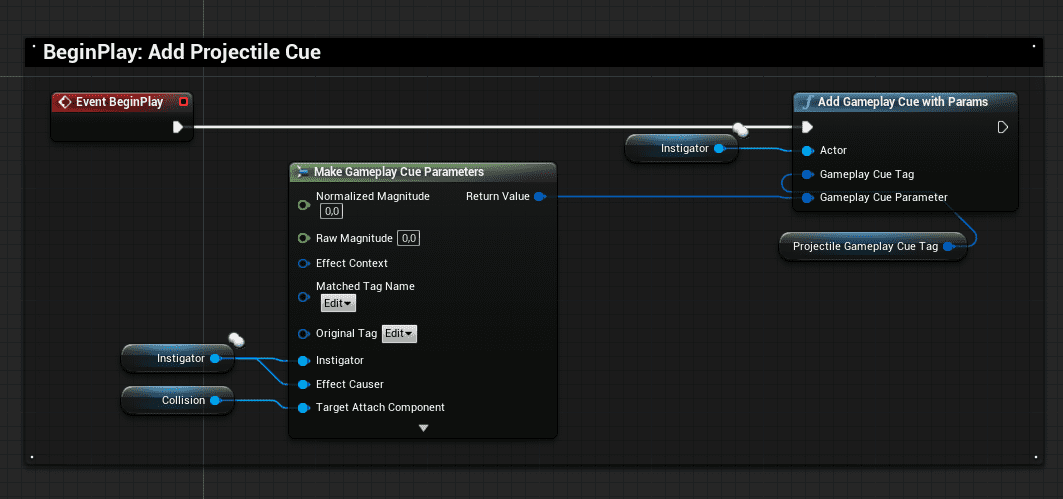 BeginPlay: Add Projectile Cue
Event BeginPlay
Add Gameplay Cue with Params
Instigator
Actor
Gameplay Cue Tag
Gameplay Cue Parameter
Projectile Gameplay Cue Tag
Make Gameplay Cue Parameters
Normalized Magnitude
0,0
Return Value
Raw Magnitude 0,0
Effect Context
Matched Tag Name
Edit
Original Tag Edit
Instigator
Effect Causer
Target Attach Component
Instigator
Collision